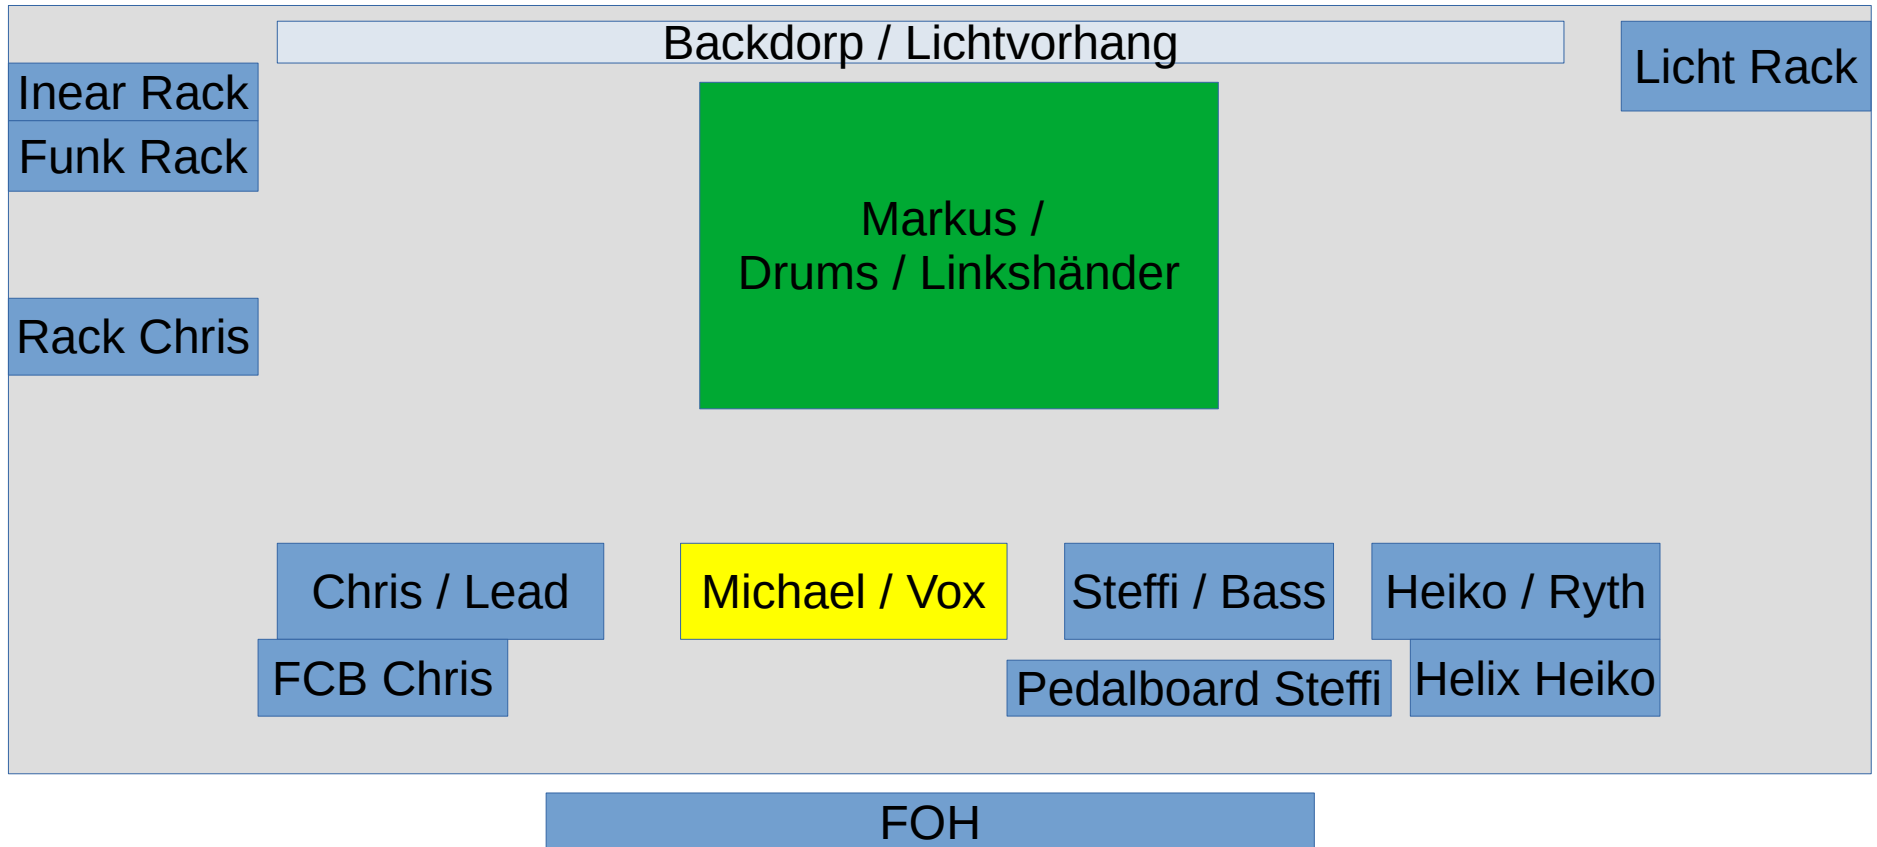 Backdorp / Lichtvorhang
Licht Rack
Inear Rack
Funk Rack
Markus /
Drums / Linkshänder
Rack Chris
Chris / Lead
Michael / Vox
Steffi / Bass
Heiko / Ryth
FCB Chris
Pedalboard Steffi
Helix Heiko
FOH